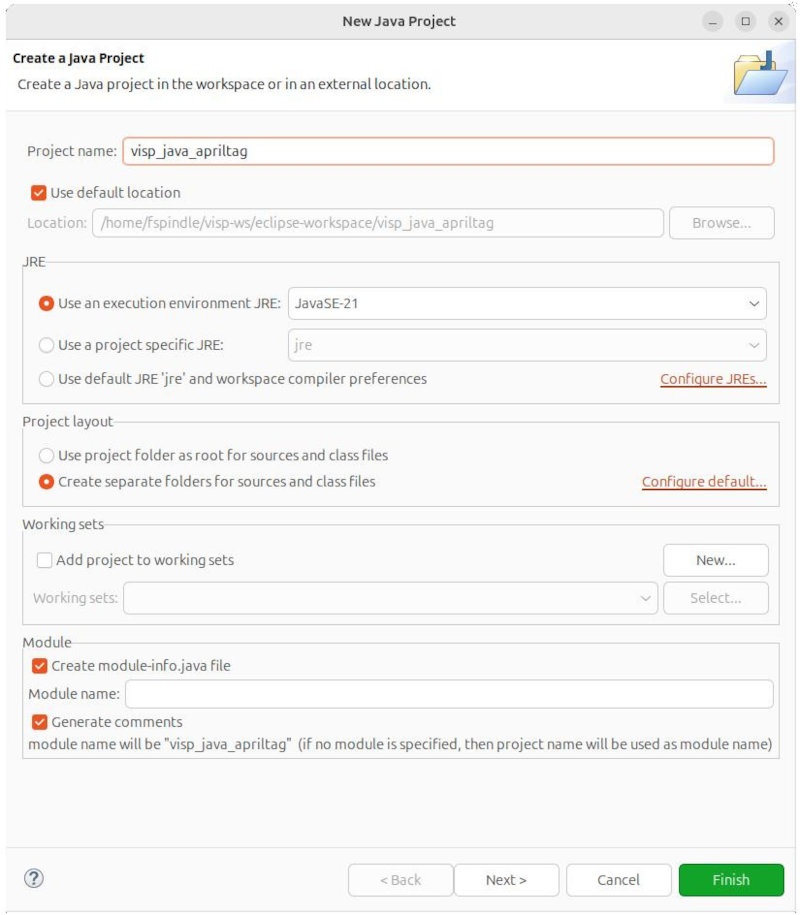 New Java Project
Create a Java Project
Create a Java project in the workspace or in an external location.
Project name: visp_java_apriltag
Use default location
Location: /home/fspindle/visp-ws/eclipse-workspace/visp_java_apriltag Browse...
JRE
Use an execution environment JRE: JavaSE-21
Use a project specific JRE: jre
Use default JRE 'jre' and workspace compiler preferences Configure JREs...
Project layout
Use project folder as root for sources and class files
Create separate folders for sources and class files Configure default...
Working sets
Add project to working sets New...
Working sets: Select...
Module
Create module-info.java file
Module name:
Generate comments
module name will be "visp_java_apriltag" (if no module is specified, then project name will be used as module name)
? < Back Next > Cancel Finish